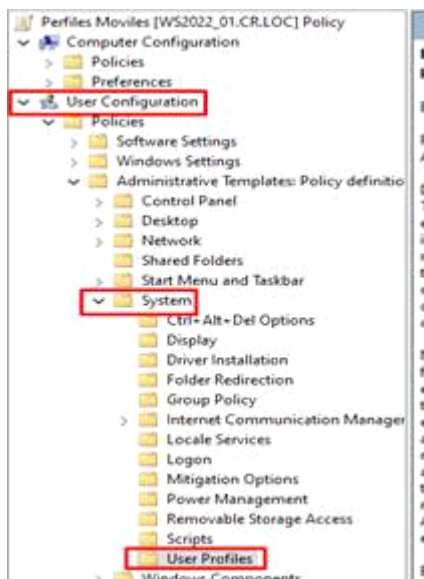 Perfiles Moviles [WS2022_01.CR.LOC] Policy
Computer Configuration
Policies
Preferences
User Configuration
Policies
Software Settings
Windows Settings
Administrative Templates: Policy definitio
Control Panel
Desktop
Network
Shared Folders
Start Menu and Taskbar
System
Ctrl+Alt+Del Options
Display
Driver Installation
Folder Redirection
Group Policy
Internet Communication Manager
Locale Services
Logon
Mitigation Options
Power Management
Removable Storage Access
Scripts
User Profiles
Windows Components